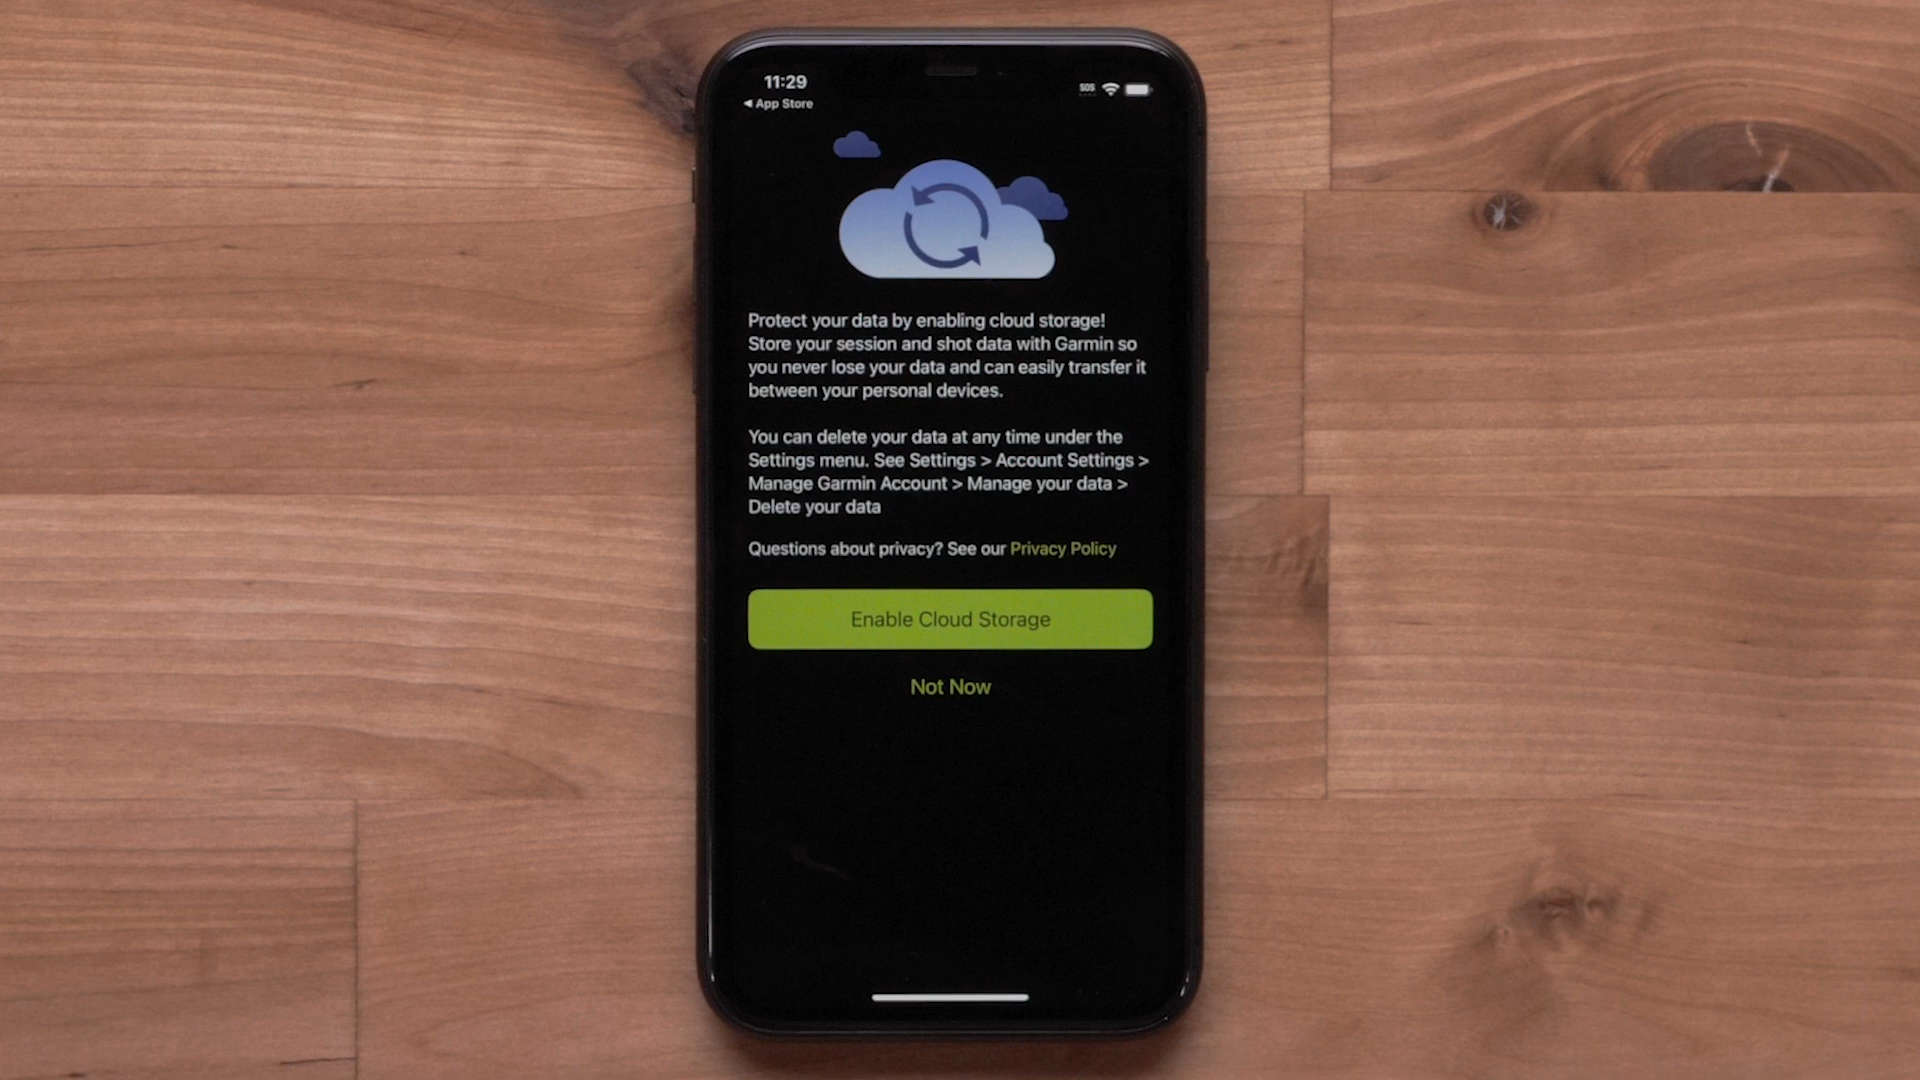 11:29
SOS
◀ App Store
Protect your data by enabling cloud storage!
Store your session and shot data with Garmin so
you never lose your data and can easily transfer it
between your personal devices.
You can delete your data at any time under the
Settings menu. See Settings > Account Settings >
Manage Garmin Account > Manage your data >
Delete your data
Questions about privacy? See our Privacy Policy
Enable Cloud Storage
Not Now